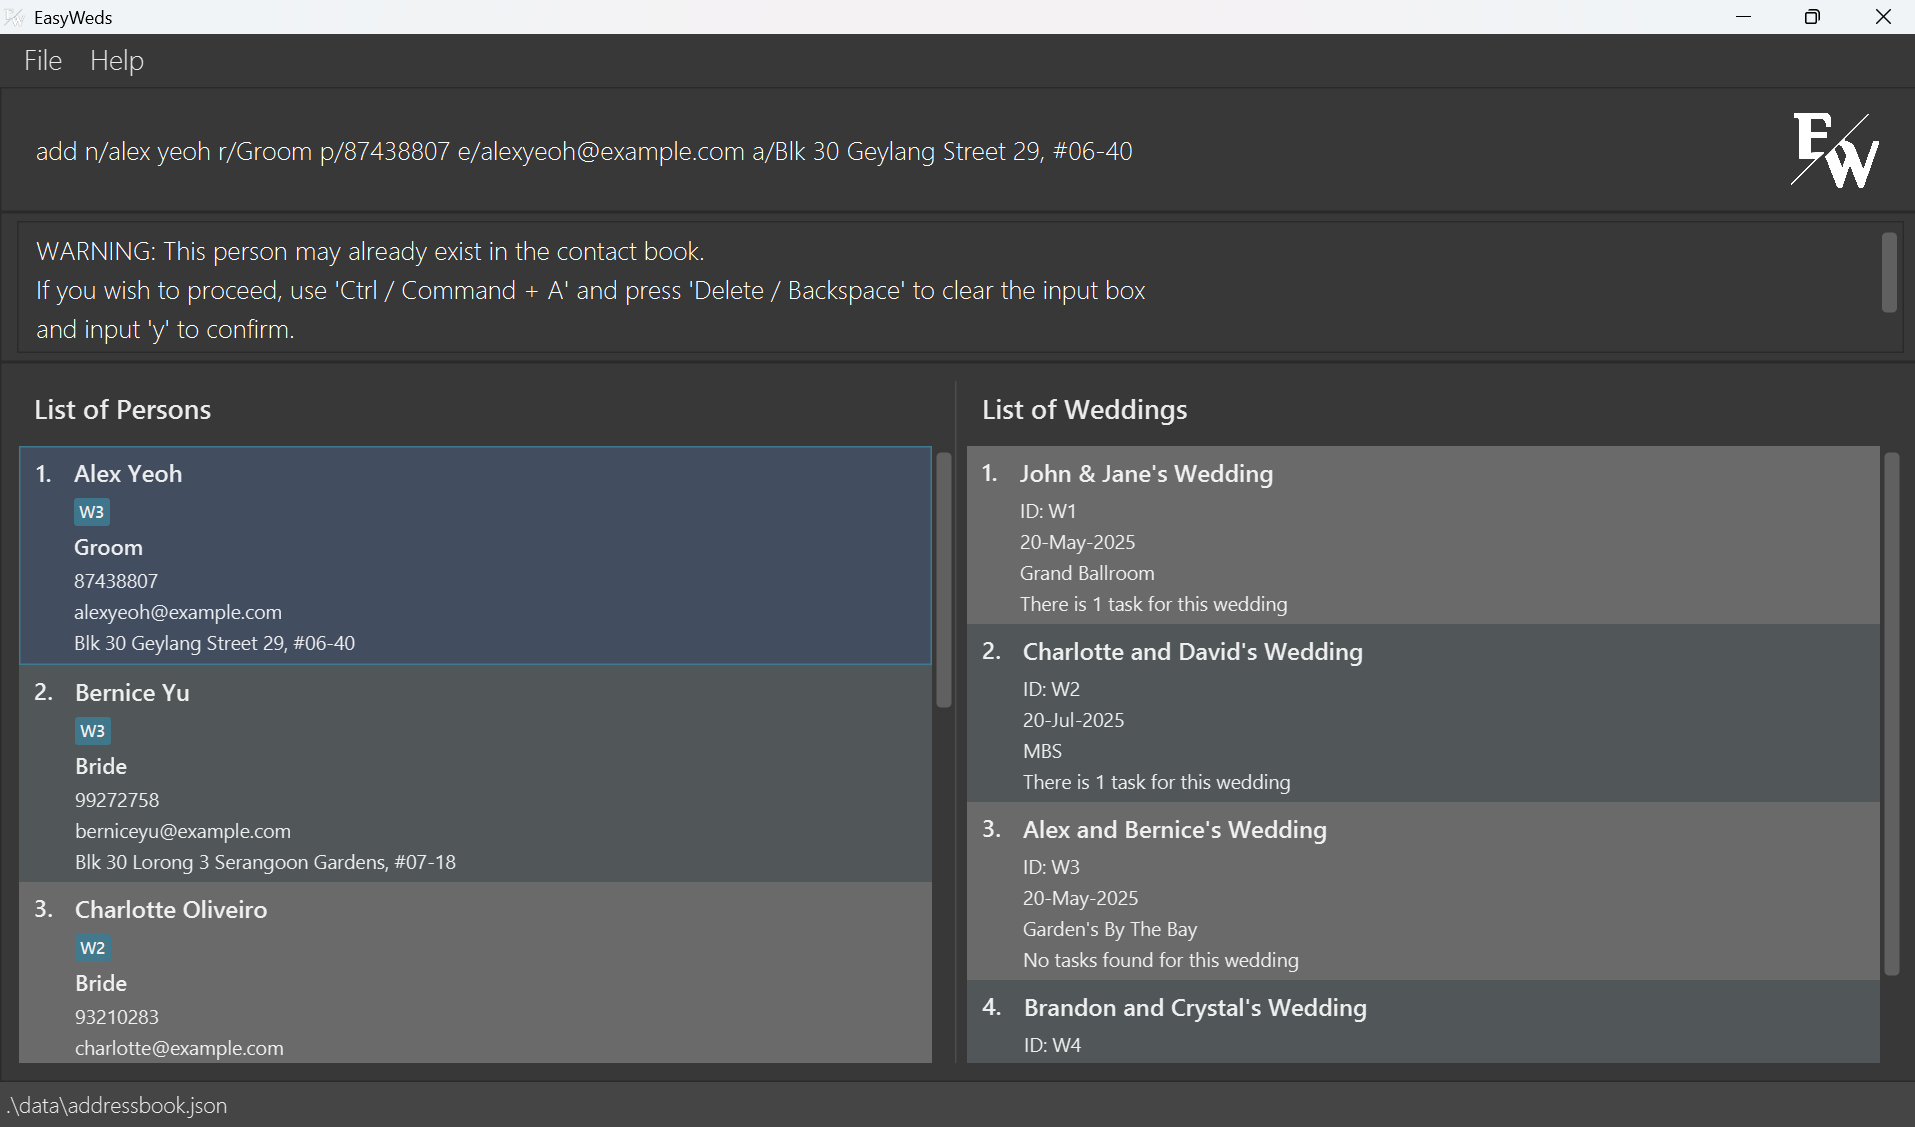 EasyWeds
File Help
add n/alex yeoh r/Groom p/87438807 e/alexyeoh@example.com a/Blk 30 Geylang Street 29, #06-40
EW
WARNING: This person may already exist in the contact book.
If you wish to proceed, use 'Ctrl / Command + A' and press 'Delete / Backspace' to clear the input box
and input 'y' to confirm.
List of Persons
1. Alex Yeoh
W3
Groom
87438807
alexyeoh@example.com
Blk 30 Geylang Street 29, #06-40
2. Bernice Yu
W3
Bride
99272758
berniceyu@example.com
Blk 30 Lorong 3 Serangoon Gardens, #07-18
3. Charlotte Oliveiro
W2
Bride
93210283
charlotte@example.com
List of Weddings
1. John & Jane's Wedding
ID: W1
20-May-2025
Grand Ballroom
There is 1 task for this wedding
2. Charlotte and David's Wedding
ID: W2
20-Jul-2025
MBS
There is 1 task for this wedding
3. Alex and Bernice's Wedding
ID: W3
20-May-2025
Garden's By The Bay
No tasks found for this wedding
4. Brandon and Crystal's Wedding
ID: W4
.\data\addressbook.json